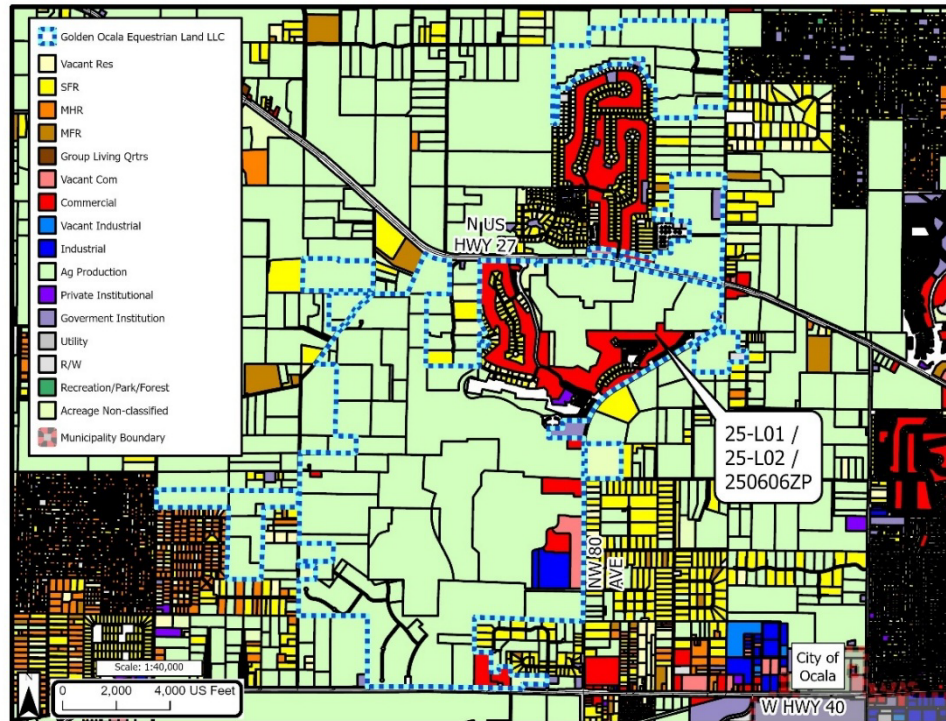 Golden Ocala Equestrian Land LLC
Vacant Res
SFR
MHR
MFR
Group Living Qrtrs
Vacant Com
Commercial
Vacant Industrial
Industrial
Ag Production
Private Institutional
Goverment Institution
Utility
R/W
Recreation/Park/Forest
Acreage Non-classified
Municipality Boundary
N US
HWY 27
25-L01 /
25-L02 /
250606ZP
NW 80
AVE
City of
Ocala
W HWY 40
Scale: 1:40,000
0 2,000 4,000 US Feet